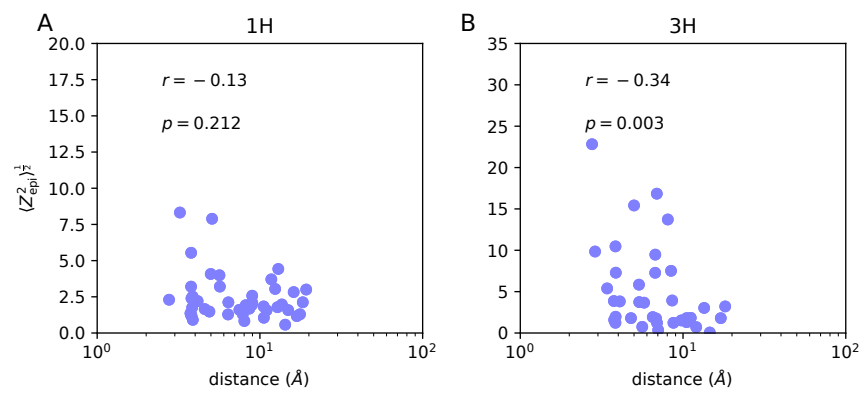 A
1H
20.0
17.5
15.0
12.5
10.0
7.5
5.0
2.5
0.0
⟨Z²epi⟩^½
r = − 0.13
p = 0.212
10⁰
10¹
10²
distance (Å)
B
3H
35
30
25
20
15
10
5
0
r = − 0.34
p = 0.003
10⁰
10¹
10²
distance (Å)